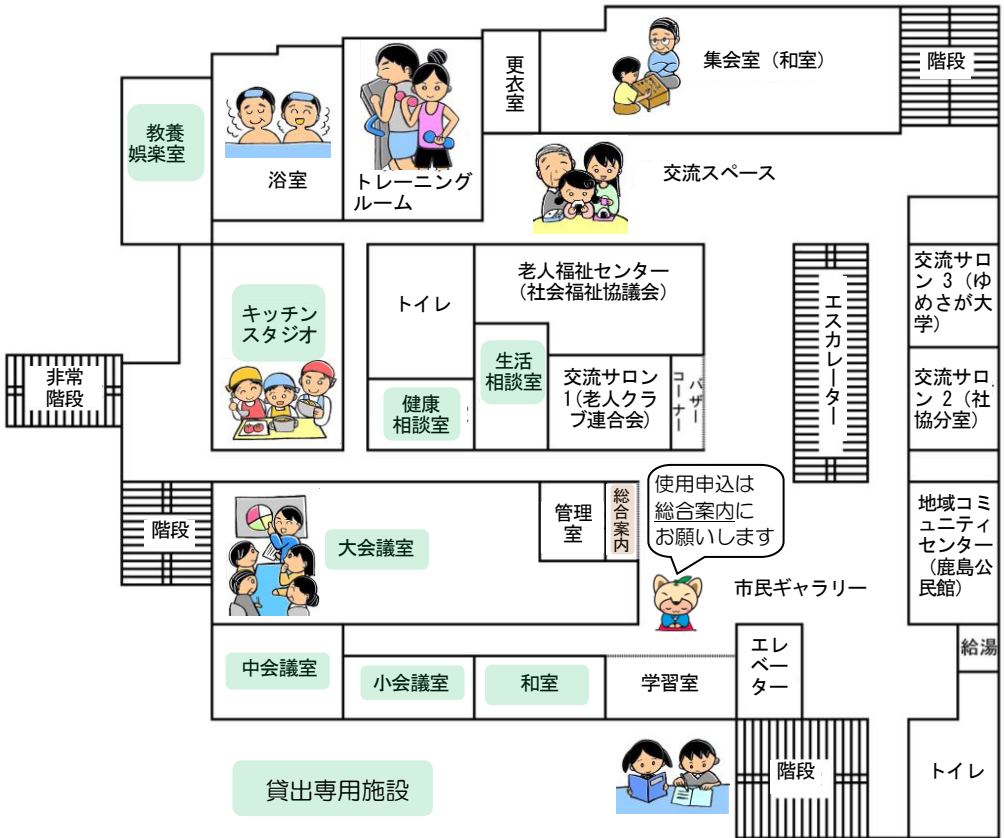 更衣室
集会室（和室）
階段
教養
娯楽室
浴室
トレーニング
ルーム
交流スペース
キッチン
スタジオ
トイレ
老人福祉センター
（社会福祉協議会）
生活
相談室
健康
相談室
交流サロン
1（老人クラ
ブ連合会）
バザー
コーナー
エスカレーター
交流サロ
ン３（ゆ
めさが大
学）
交流サロ
ン２（社
協分室）
非常
階段
階段
大会議室
管理
室
総合案内
使用申込は
総合案内に
お願いします
市民ギャラリー
地域コミ
ュニティ
センター
（鹿島公
民館）
中会議室
小会議室
和室
学習室
エレ
ベー
ター
給湯
階段
トイレ
貸出専用施設